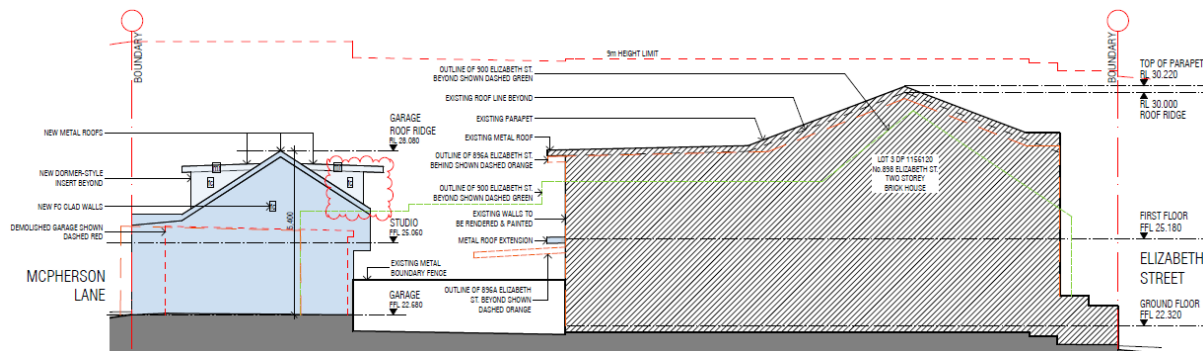 BOUNDARY
9m HEIGHT LIMIT
BOUNDARY
OUTLINE OF 900 ELIZABETH ST.
BEYOND SHOWN DASHED GREEN
EXISTING ROOF LINE BEYOND
EXISTING PARAPET
EXISTING METAL ROOF
OUTLINE OF 896A ELIZABETH ST.
BEHIND SHOWN DASHED ORANGE
OUTLINE OF 900 ELIZABETH ST.
BEYOND SHOWN DASHED GREEN
EXISTING WALLS TO
BE RENDERED & PAINTED
METAL ROOF EXTENSION
OUTLINE OF 896A ELIZABETH
ST. BEYOND SHOWN
DASHED ORANGE
NEW METAL ROOFS
NEW DORMER-STYLE
INSERT BEYOND
NEW FC CLAD WALLS
DEMOLISHED GARAGE SHOWN
DASHED RED
MCPHERSON
LANE
GARAGE
ROOF RIDGE
RL 28.080
5.400
STUDIO
FFL 25.060
EXISTING METAL
BOUNDARY FENCE
GARAGE
FFL 22.680
LOT 3 DP 1156120
No.898 ELIZABETH ST.
TWO STOREY
BRICK HOUSE
TOP OF PARAPET
RL 30.220
RL 30.000
ROOF RIDGE
FIRST FLOOR
FFL 25.180
ELIZABETH
STREET
GROUND FLOOR
FFL 22.320